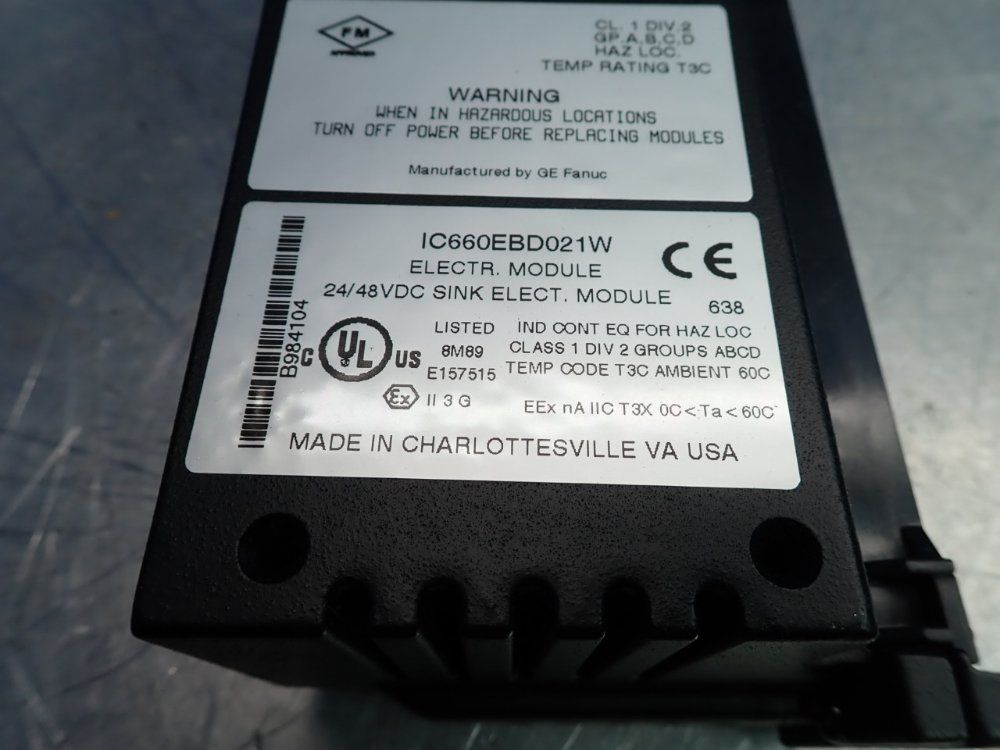 FM
APPROVED
CL. 1 DIV.2
GP.A,B,C,D
HAZ LOC.
TEMP RATING T3C
WARNING
WHEN IN HAZARDOUS LOCATIONS
TURN OFF POWER BEFORE REPLACING MODULES
Manufactured by GE Fanuc
IC660EBD021W
ELECTR. MODULE
24/48VDC SINK ELECT. MODULE
CE
638
B984104
C UL US
LISTED
8M89
E157515
IND CONT EQ FOR HAZ LOC
CLASS 1 DIV 2 GROUPS ABCD
TEMP CODE T3C AMBIENT 60C
Ex II 3 G
EEx nA IIC T3X 0C<Ta<60C
MADE IN CHARLOTTESVILLE VA USA